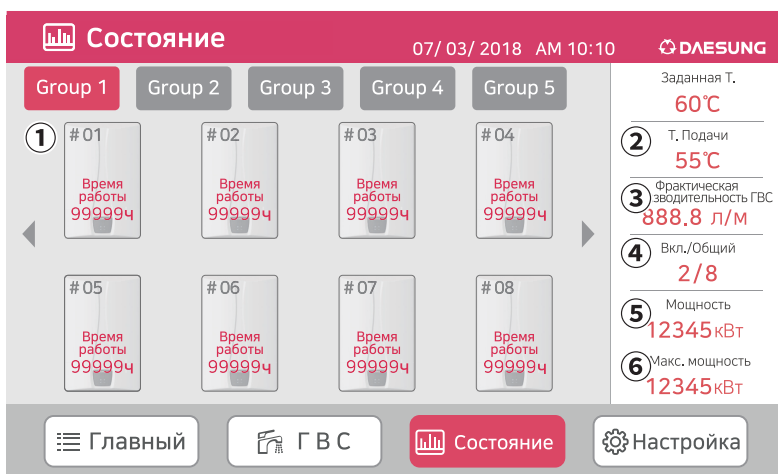 Состояние
07/ 03/ 2018 AM 10:10
DAESUNG
Group 1
Group 2
Group 3
Group 4
Group 5
1
# 01
Время
работы
99999ч
# 02
Время
работы
99999ч
# 03
Время
работы
99999ч
# 04
Время
работы
99999ч
# 05
Время
работы
99999ч
# 06
Время
работы
99999ч
# 07
Время
работы
99999ч
# 08
Время
работы
99999ч
Заданная Т.
60℃
2
Т. Подачи
55℃
3
Фрактическая
зводительность ГВС
888.8 л/м
4
Вкл./Общий
2/8
5
Мощность
12345кВт
6
Макс. мощность
12345кВт
Главный
Г В С
Состояние
Настройка